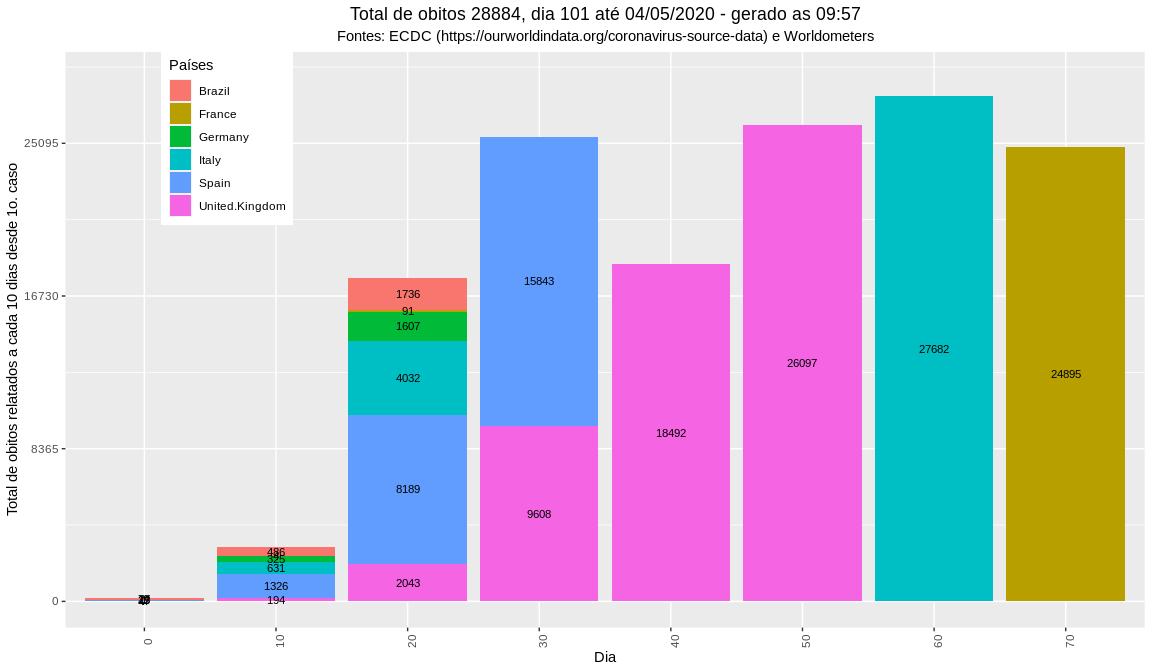 Total de obitos 28884, dia 101 até 04/05/2020 - gerado as 09:57
Fontes: ECDC (https://ourworldindata.org/coronavirus-source-data) e Worldometers
Países
Brazil
France
Germany
Italy
Spain
United.Kingdom
Total de obitos relatados a cada 10 dias desde 1o. caso
25095
16730
8365
0
486
325
631
1326
194
1736
91
1607
4032
8189
2043
15843
9608
18492
26097
27682
24895
0
10
20
30
40
50
60
70
Dia